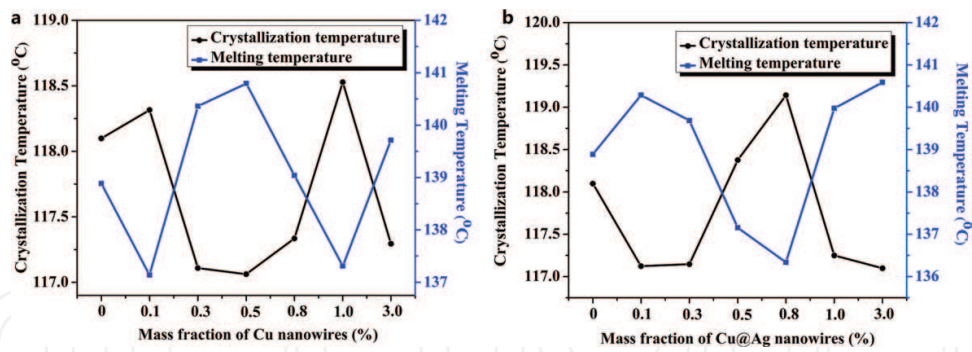 a
119.0
118.5
118.0
117.5
117.0
Crystallization Temperature (⁰C)
Crystallization temperature
Melting temperature
142
141
140
139
138
137
Melting Temperature (⁰C)
0 0.1 0.3 0.5 0.8 1.0 3.0
Mass fraction of Cu nanowires (%)
b
120.0
119.5
119.0
118.5
118.0
117.5
117.0
Crystallization Temperature (⁰C)
Crystallization temperature
Melting temperature
142
141
140
139
138
137
136
Melting Temperature (⁰C)
0 0.1 0.3 0.5 0.8 1.0 3.0
Mass fraction of Cu@Ag nanowires (%)